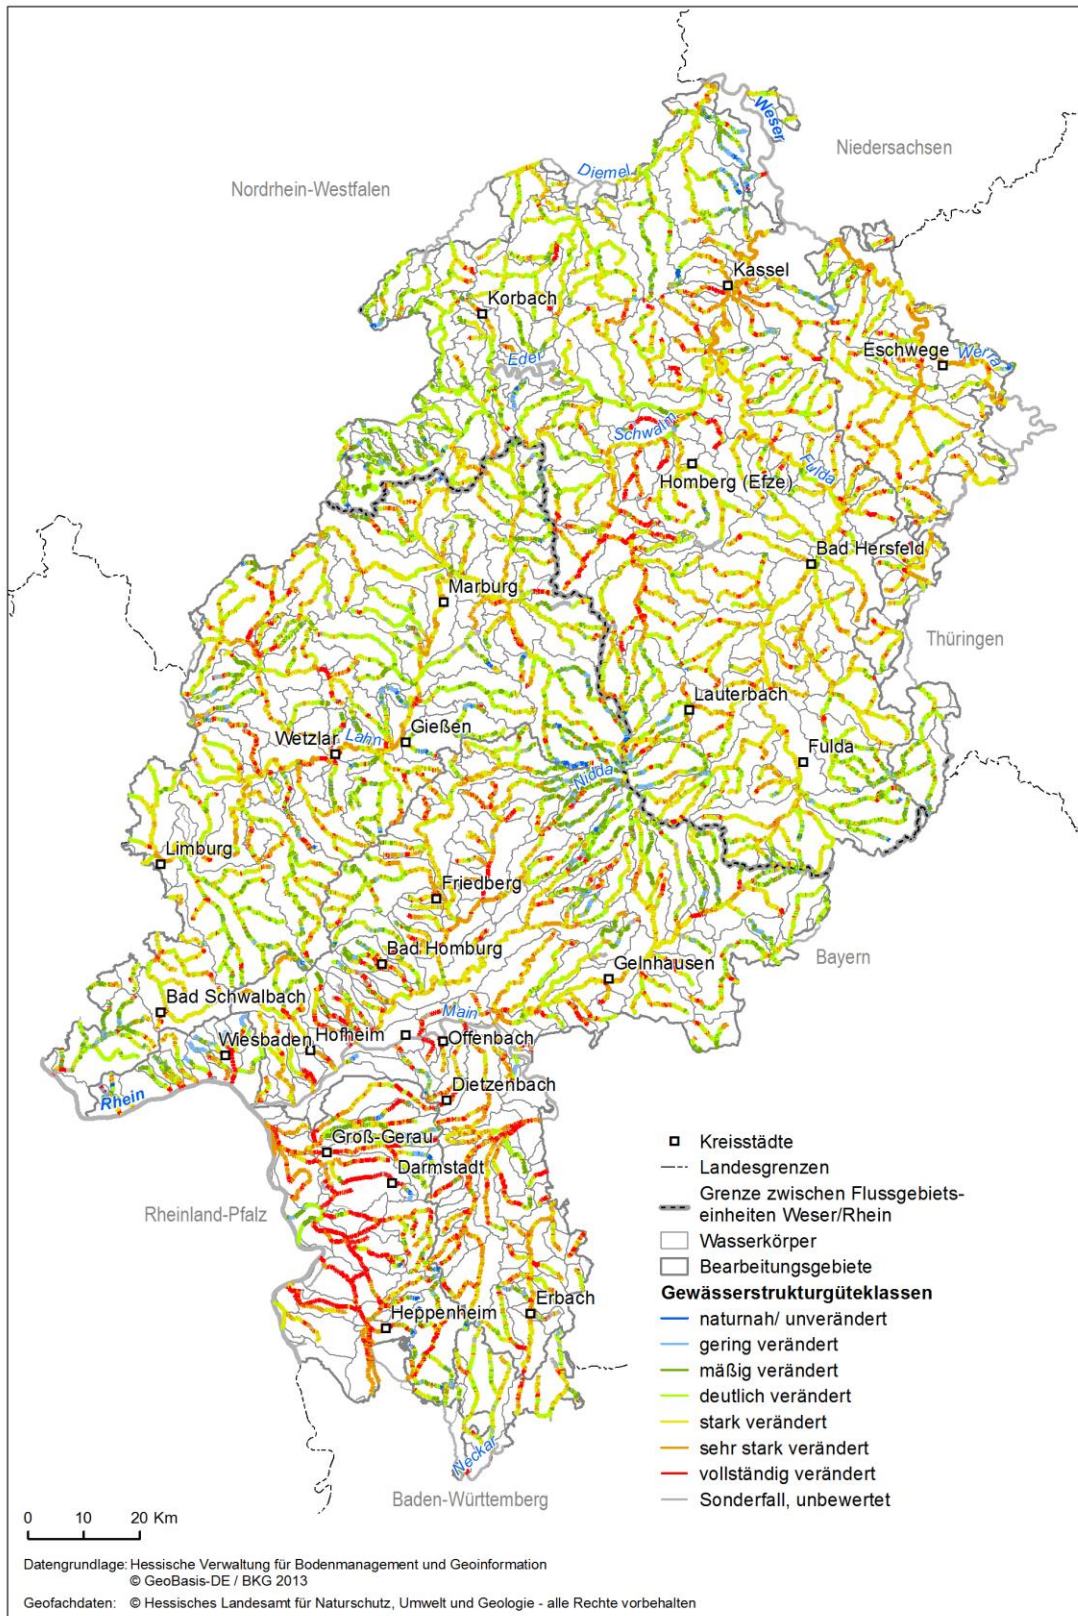 Weser
Niedersachsen
Diemel
Nordrhein-Westfalen
Kassel
Korbach
Eschwege
Werra
Eder
Schwalm
Homberg (Efze)
Fulda
Bad Hersfeld
Marburg
Thüringen
Lauterbach
Gießen
Wetzlar
Lahn
Fulda
Nidda
Limburg
Friedberg
Bad Homburg
Gelnhausen
Bayern
Bad Schwalbach
Main
Hofheim
Wiesbaden
Offenbach
Rhein
Dietzenbach
Groß-Gerau
Darmstadt
Rheinland-Pfalz
Erbach
Heppenheim
Neckar
Baden-Württemberg
Kreisstädte
Landesgrenzen
Grenze zwischen Flussgebiets-
einheiten Weser/Rhein
Wasserkörper
Bearbeitungsgebiete
Gewässerstrukturgüteklassen
naturnah/ unverändert
gering verändert
mäßig verändert
deutlich verändert
stark verändert
sehr stark verändert
vollständig verändert
Sonderfall, unbewertet
0 10 20 Km
Datengrundlage: Hessische Verwaltung für Bodenmanagement und Geoinformation
© GeoBasis-DE / BKG 2013
Geofachdaten: © Hessisches Landesamt für Naturschutz, Umwelt und Geologie - alle Rechte vorbehalten